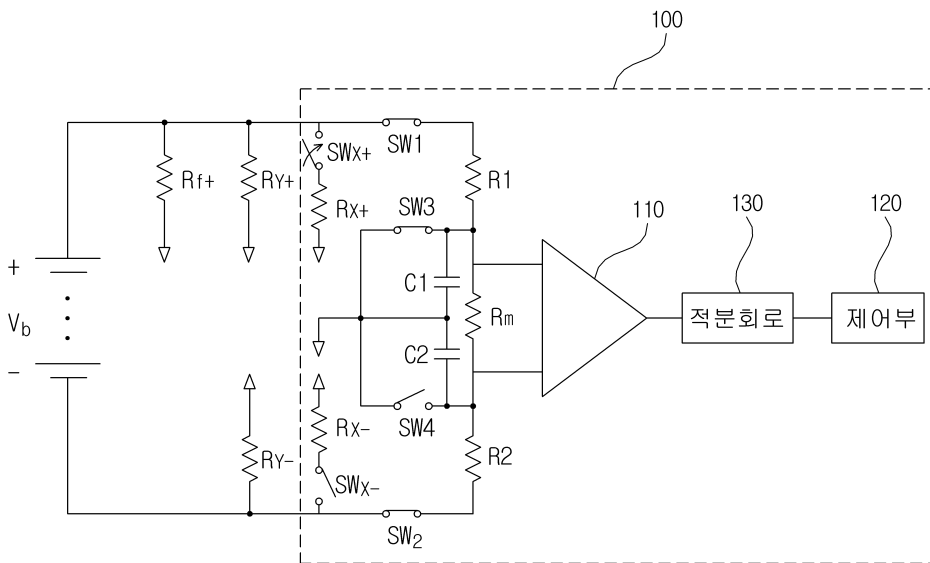 100
SWX+
SW1
Rf+
RY+
RX+
R1
SW3
110
130
120
+
Vb
-
C1
Rm
C2
적분회로
제어부
SW4
RX-
RY-
SWX-
R2
SW2